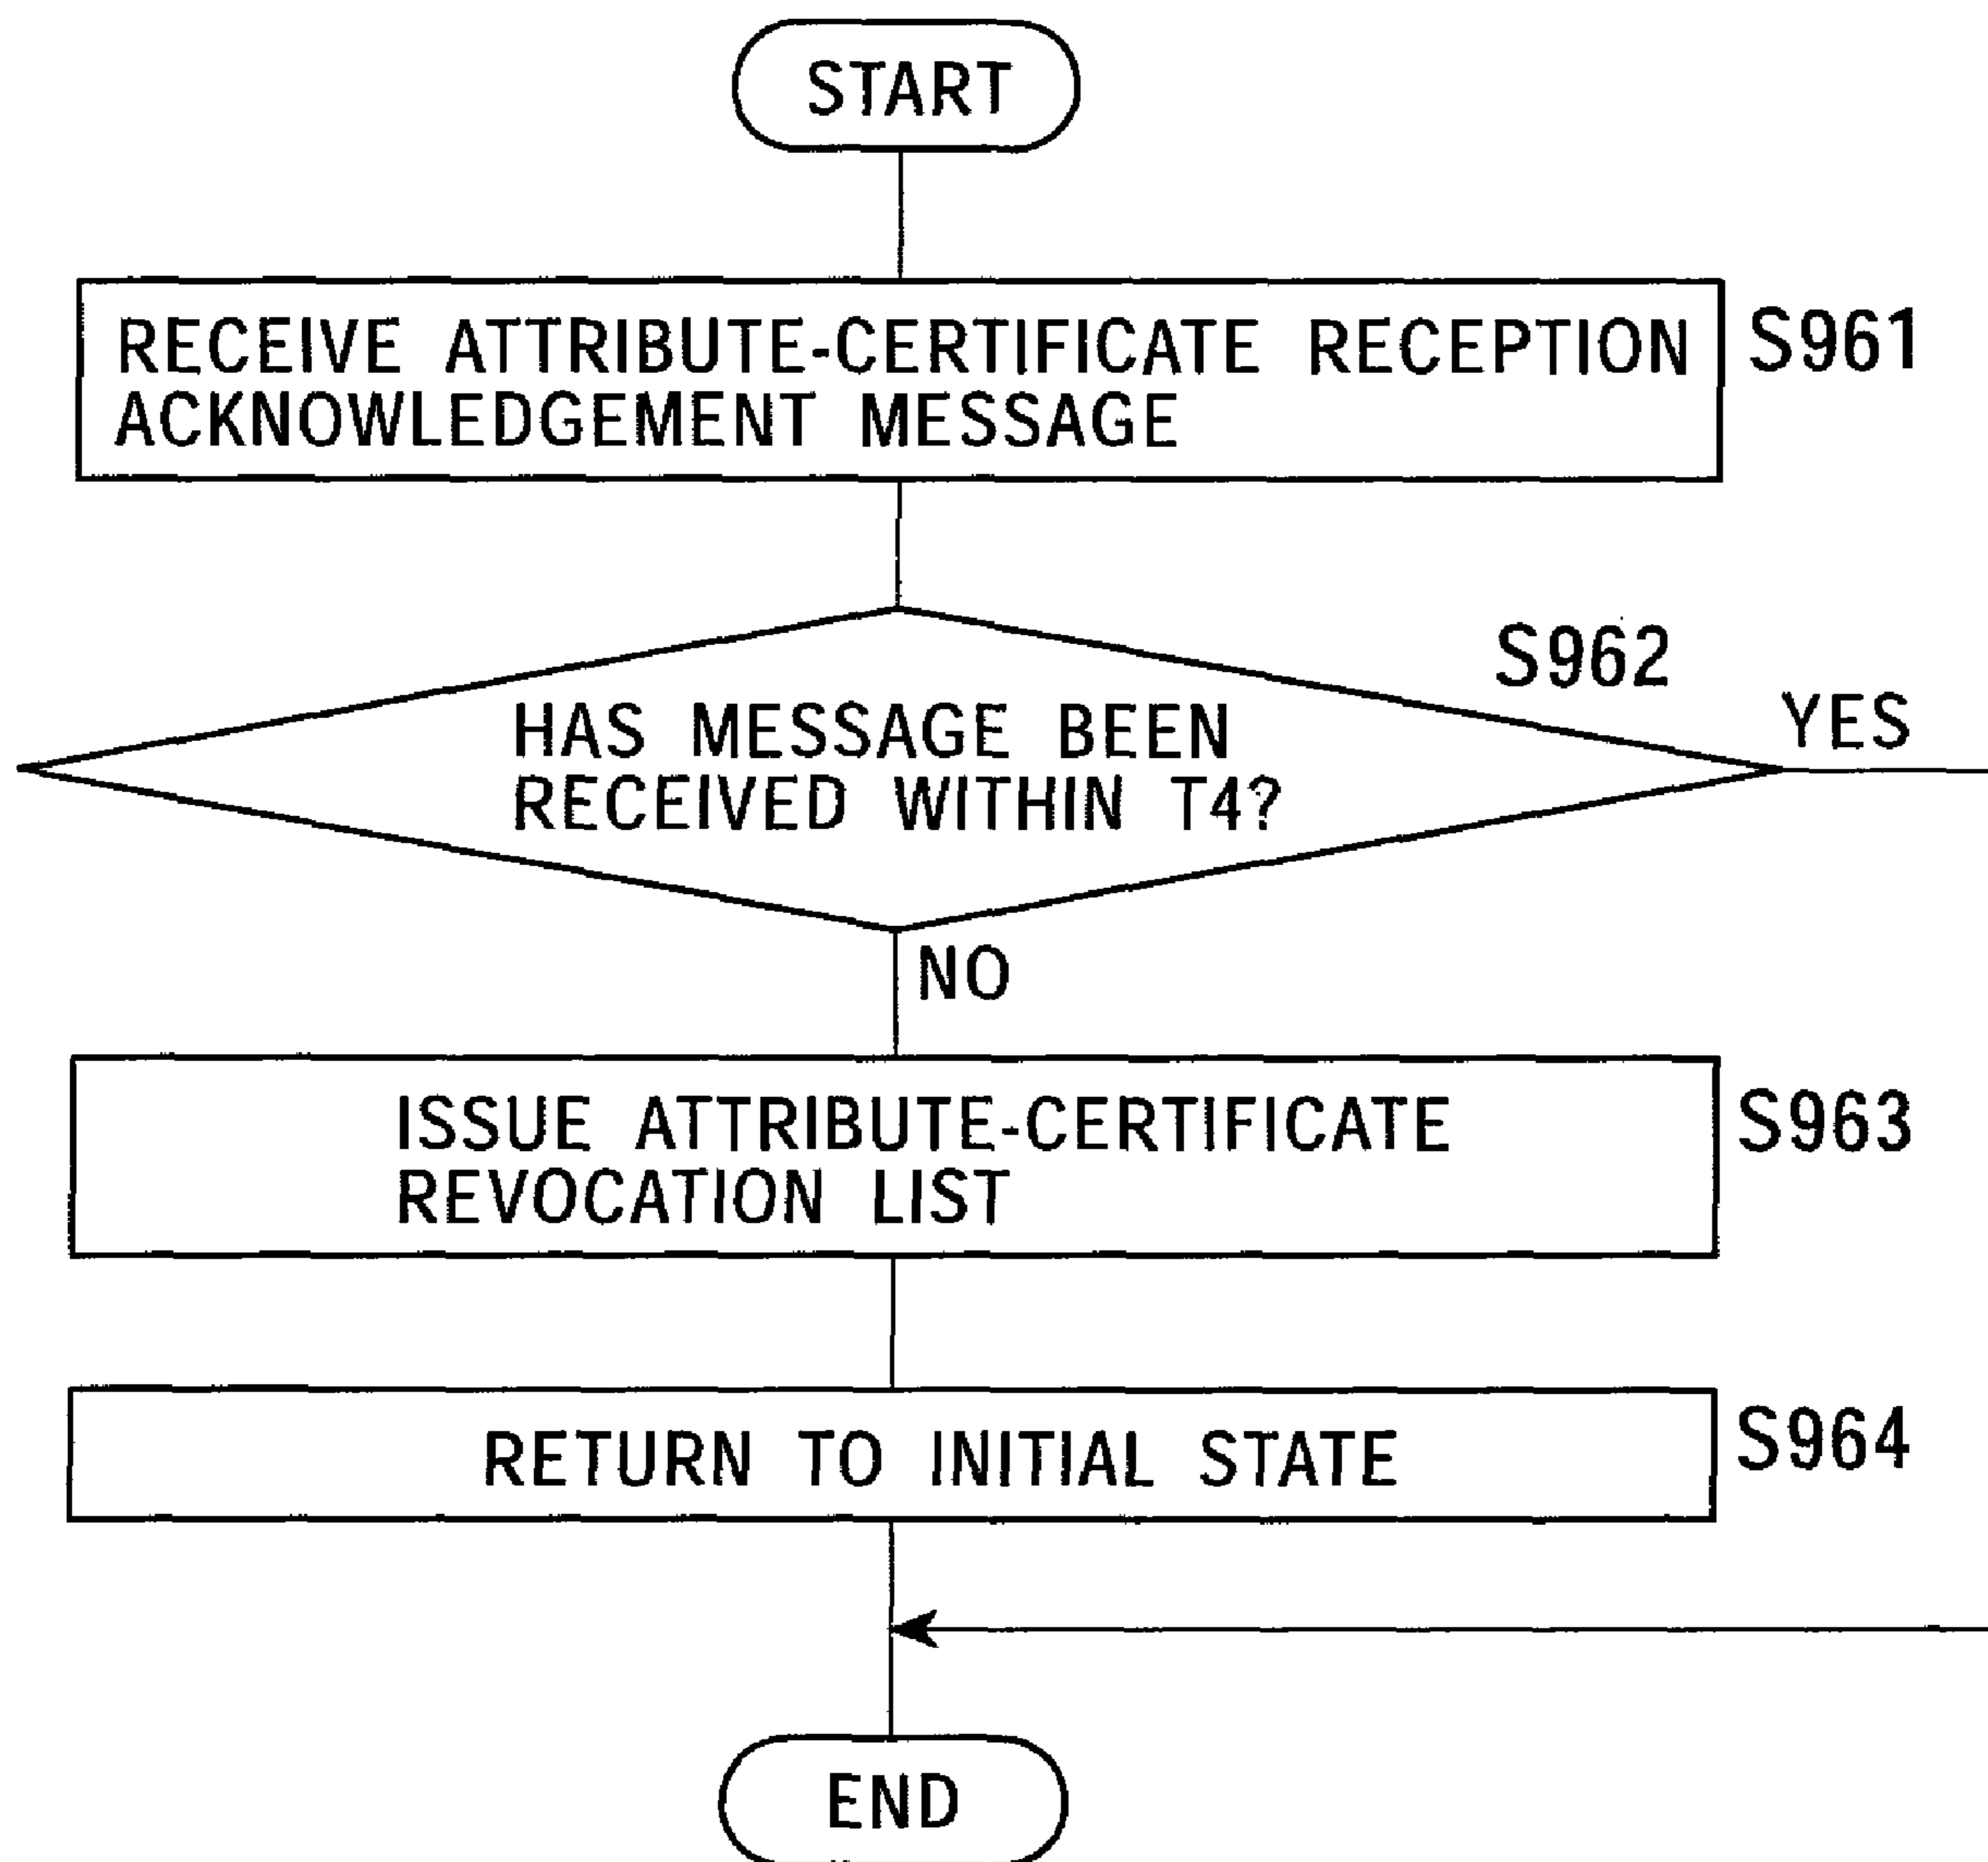 START
RECEIVE ATTRIBUTE-CERTIFICATE RECEPTION
ACKNOWLEDGEMENT MESSAGE
S961
S962
HAS MESSAGE BEEN
RECEIVED WITHIN T4?
YES
NO
ISSUE ATTRIBUTE-CERTIFICATE
REVOCATION LIST
S963
RETURN TO INITIAL STATE
S964
END